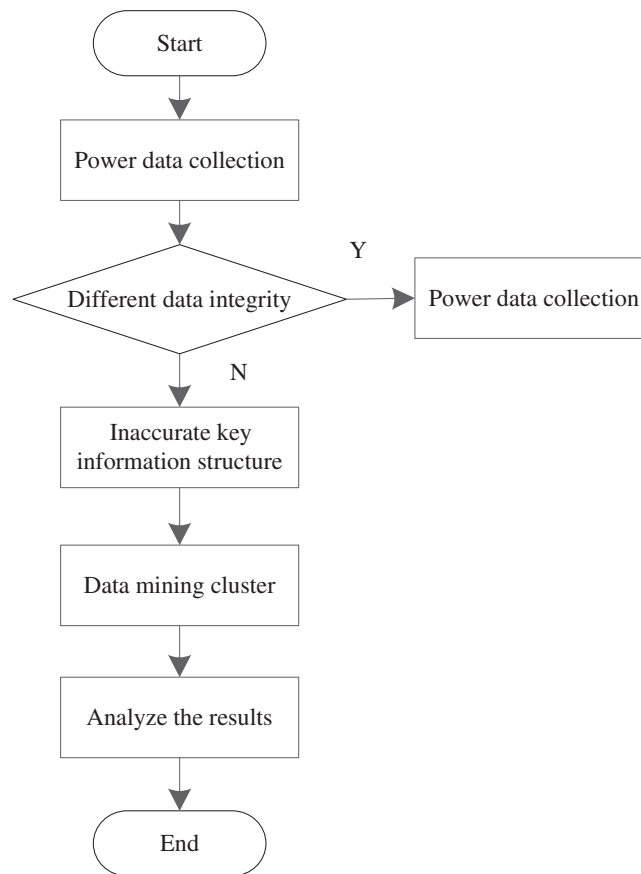 Start
Power data collection
Different data integrity
Y
Power data collection
N
Inaccurate key
information structure
Data mining cluster
Analyze the results
End